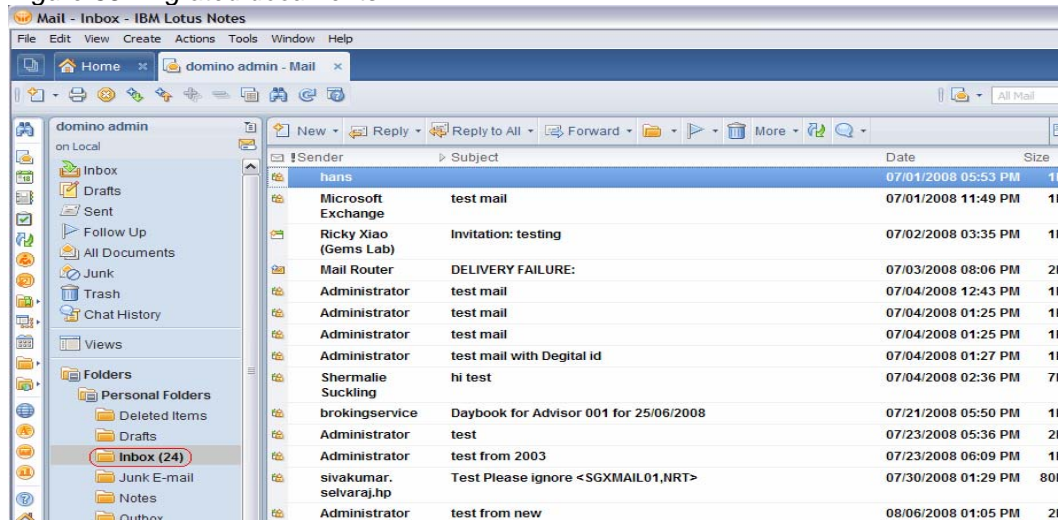 Mail - Inbox - IBM Lotus Notes
File Edit View Create Actions Tools Window Help
Home domino admin - Mail
All Mail
domino admin
on Local
Inbox
Drafts
Sent
Follow Up
All Documents
Junk
Trash
Chat History
Views
Folders
Personal Folders
Deleted Items
Drafts
Inbox (24)
Junk E-mail
Notes
Outbox
New Reply Reply to All Forward More
!Sender Subject Date Size
hans 07/01/2008 05:53 PM
Microsoft Exchange test mail 07/01/2008 11:49 PM
Ricky Xiao (Gems Lab) Invitation: testing 07/02/2008 03:35 PM
Mail Router DELIVERY FAILURE: 07/03/2008 08:06 PM
Administrator test mail 07/04/2008 12:43 PM
Administrator test mail 07/04/2008 01:25 PM
Administrator test mail 07/04/2008 01:25 PM
Administrator test mail with Degital id 07/04/2008 01:27 PM
Shermalie Suckling hi test 07/04/2008 02:36 PM
brokingservice Daybook for Advisor 001 for 25/06/2008 07/21/2008 05:50 PM
Administrator test 07/23/2008 05:36 PM
Administrator test from 2003 07/23/2008 06:09 PM
sivakumar. selvaraj.hp Test Please ignore <SGXMAIL01,NRT> 07/30/2008 01:29 PM
Administrator test from new 08/06/2008 01:05 PM